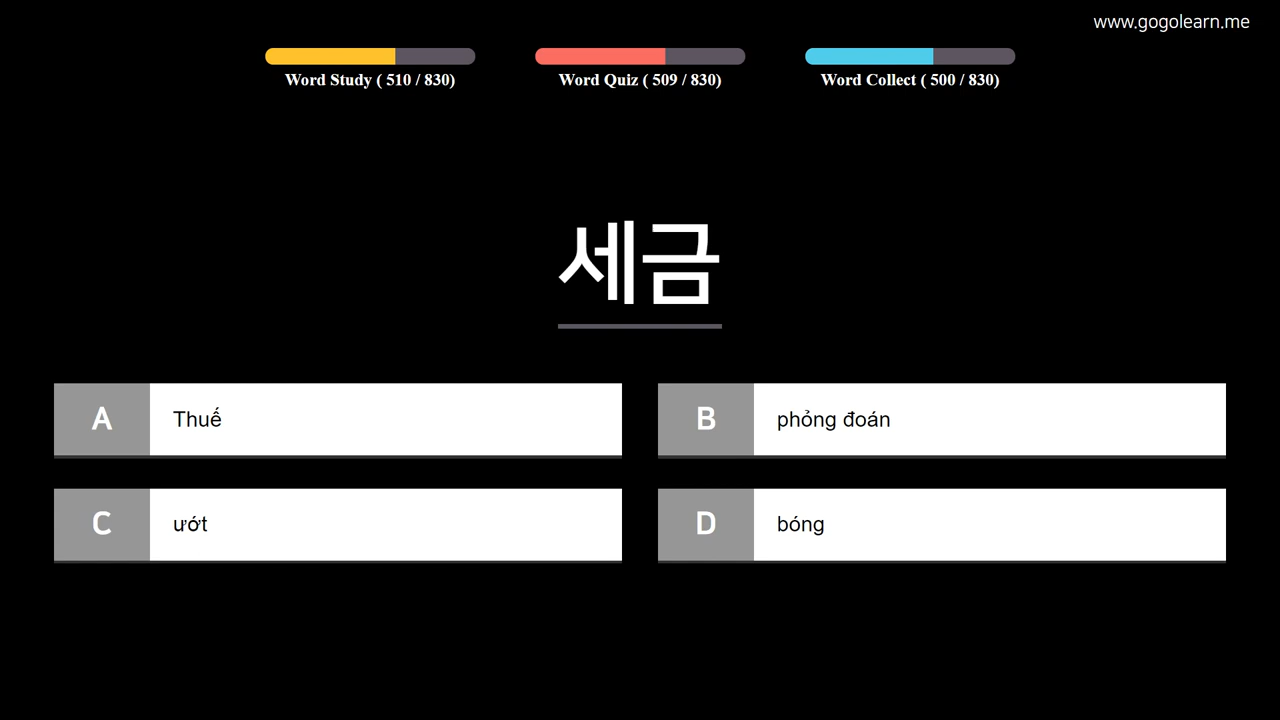 www.gogolearn.me
Word Study ( 510 / 830)
Word Quiz ( 509 / 830)
Word Collect ( 500 / 830)
세금
A Thuế
B phỏng đoán
C ướt
D bóng